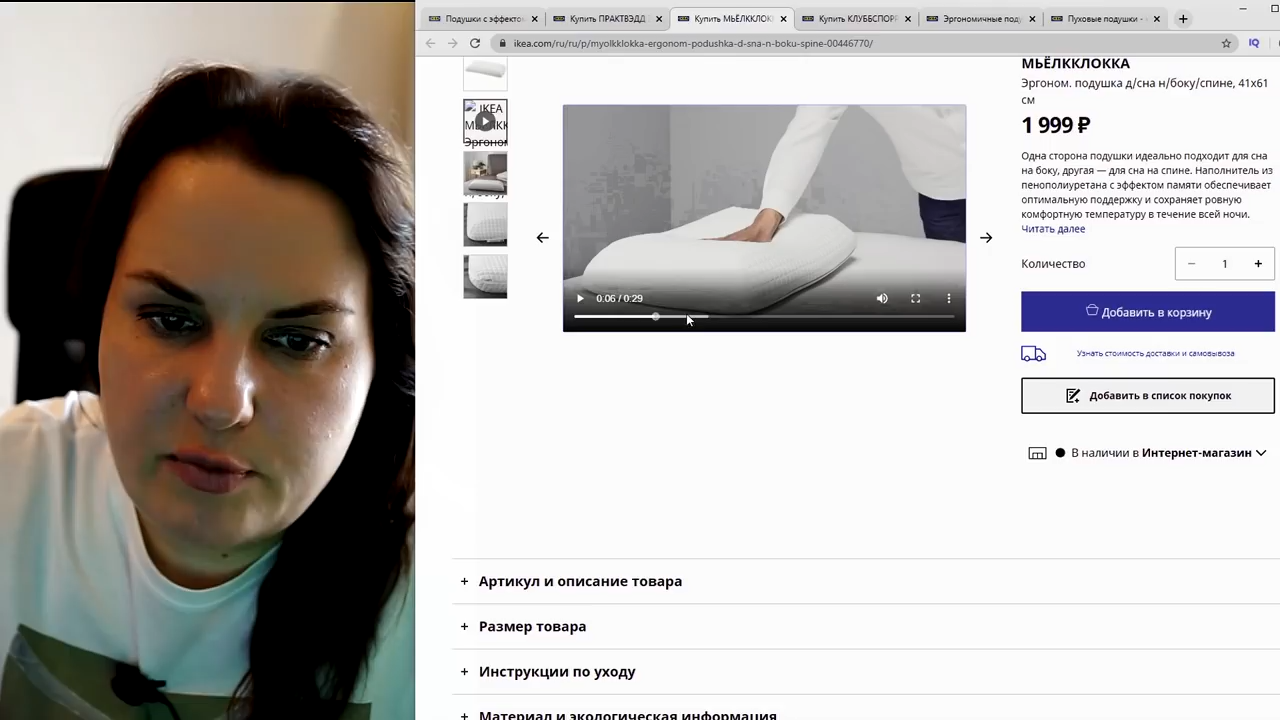 Подушки с эффекто
Купить ПРАКТВЭДД
Купить МЬЁЛККЛОК
Купить КЛУББСПОР
Эргономичные поду
Пуховые подушки -
ikea.com/ru/ru/p/myolkklokka-ergonom-podushka-d-sna-n-boku-spine-00446770/
IQ
IKEA
Эргоном
0:06 / 0:29
МЬЁЛККЛОККА
Эргоном. подушка д/сна н/боку/спине, 41x61
см
1 999 ₽
Одна сторона подушки идеально подходит для сна
на боку, другая — для сна на спине. Наполнитель из
пенополиуретана с эффектом памяти обеспечивает
оптимальную поддержку и сохраняет ровную
комфортную температуру в течение всей ночи.
Читать далее
Количество
− 1 +
Добавить в корзину
Узнать стоимость доставки и самовывоза
Добавить в список покупок
В наличии в Интернет-магазин
+ Артикул и описание товара
+ Размер товара
+ Инструкции по уходу
+ Материал и экологическая информация